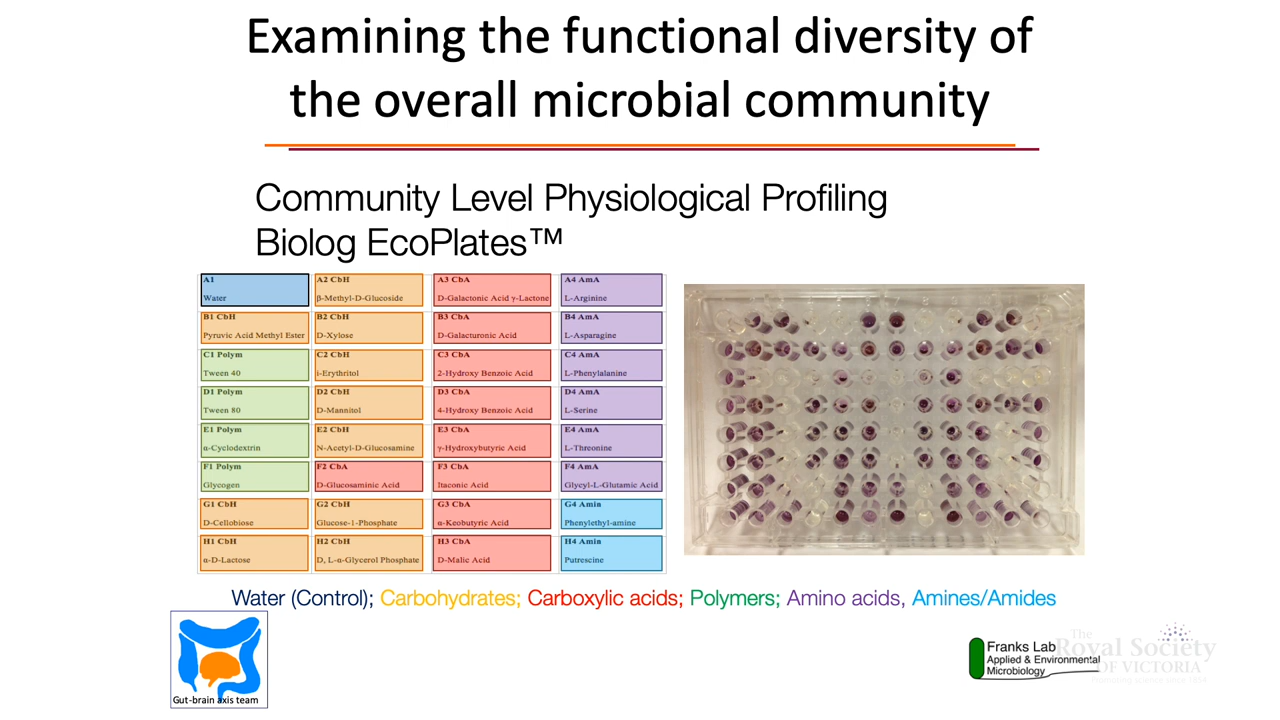 Examining the functional diversity of
the overall microbial community
Community Level Physiological Profiling
Biolog EcoPlates™
A1
Water
A2 CbH
β-Methyl-D-Glucoside
A3 CbA
D-Galactonic Acid γ-Lactone
A4 AmA
L-Arginine
B1 CbH
Pyruvic Acid Methyl Ester
B2 CbH
D-Xylose
B3 CbA
D-Galacturonic Acid
B4 AmA
L-Asparagine
C1 Polym
Tween 40
C2 CbH
i-Erythritol
C3 CbA
2-Hydroxy Benzoic Acid
C4 AmA
L-Phenylalanine
D1 Polym
Tween 80
D2 CbH
D-Mannitol
D3 CbA
4-Hydroxy Benzoic Acid
D4 AmA
L-Serine
E1 Polym
α-Cyclodextrin
E2 CbH
N-Acetyl-D-Glucosamine
E3 CbA
γ-Hydroxybutyric Acid
E4 AmA
L-Threonine
F1 Polym
Glycogen
F2 CbA
D-Glucosaminic Acid
F3 CbA
Itaconic Acid
F4 AmA
Glycyl-L-Glutamic Acid
G1 CbH
D-Cellobiose
G2 CbH
Glucose-1-Phosphate
G3 CbA
α-Keobutyric Acid
G4 Amin
Phenylethyl-amine
H1 CbH
α-D-Lactose
H2 CbH
D, L-α-Glycerol Phosphate
H3 CbA
D-Malic Acid
H4 Amin
Putrescine
Water (Control); Carbohydrates; Carboxylic acids; Polymers; Amino acids, Amines/Amides
Gut-brain axis team
Franks Lab
Applied & Environmental
Microbiology
The
Royal Society
OF VICTORIA
Promoting science since 1854